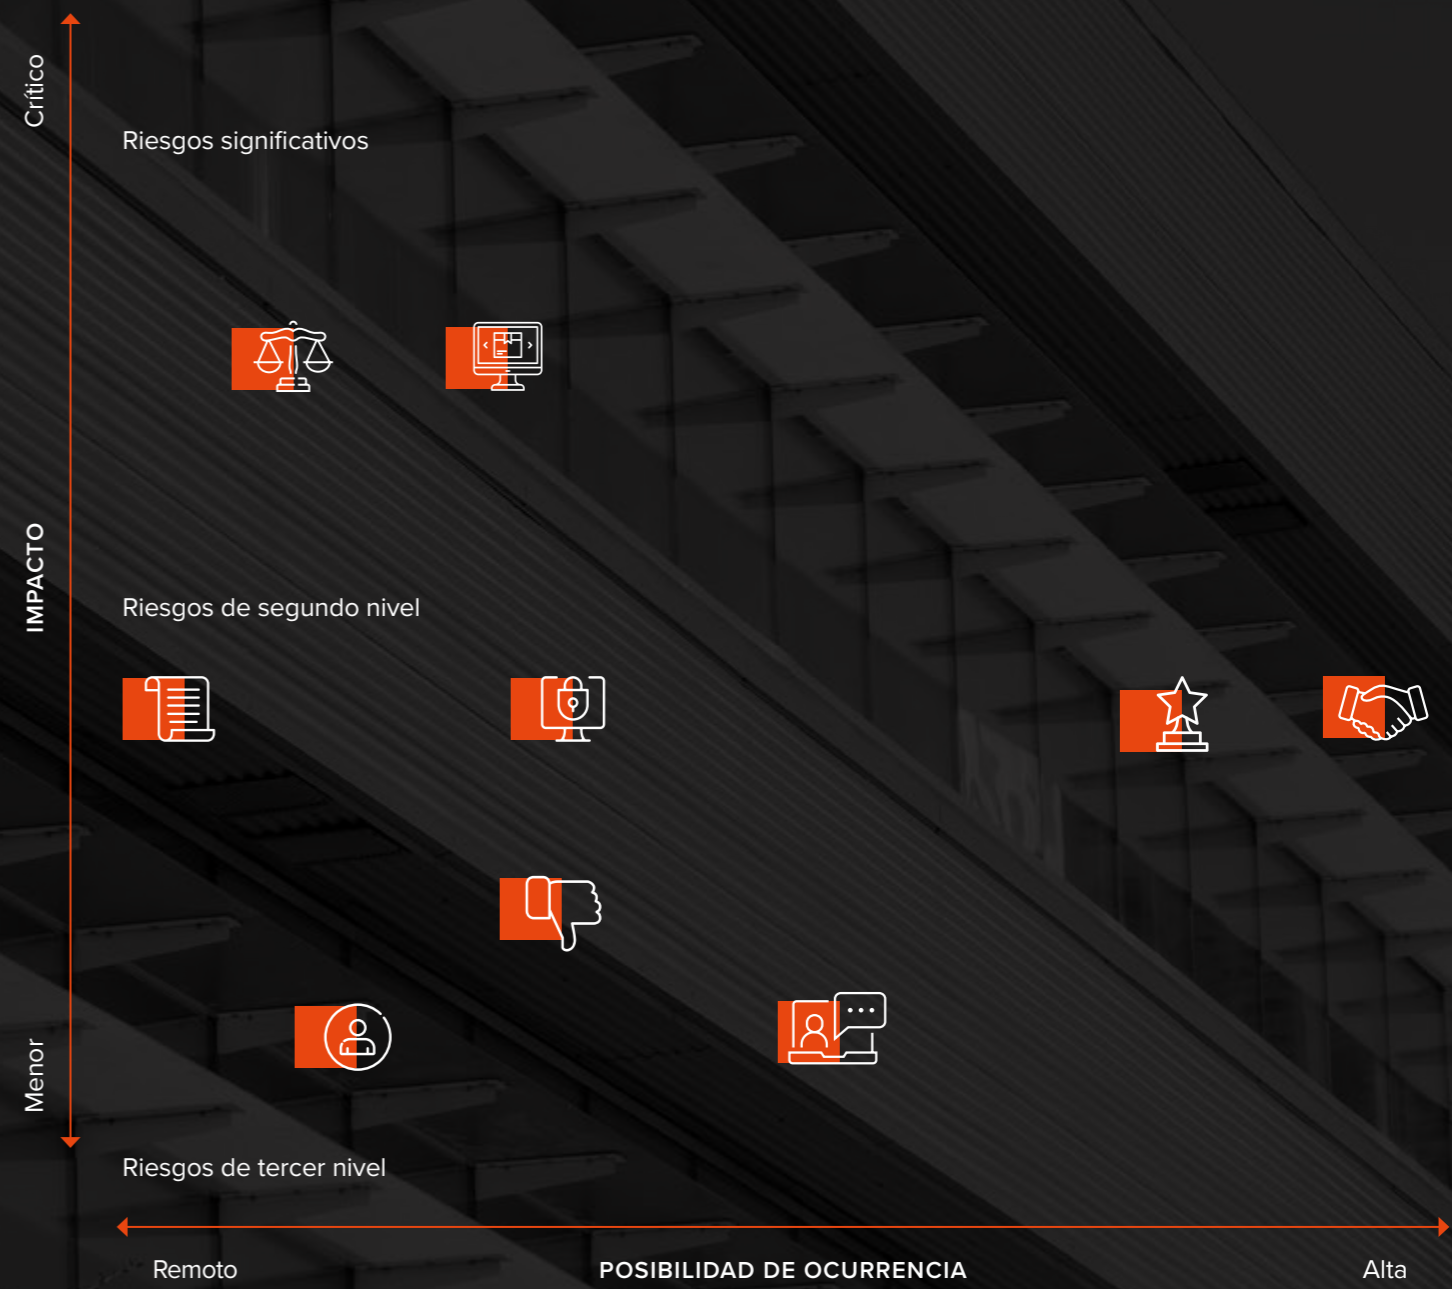 Crítico
Riesgos significativos
IMPACTO
Riesgos de segundo nivel
Menor
Riesgos de tercer nivel
Remoto
POSIBILIDAD DE OCURRENCIA
Alta